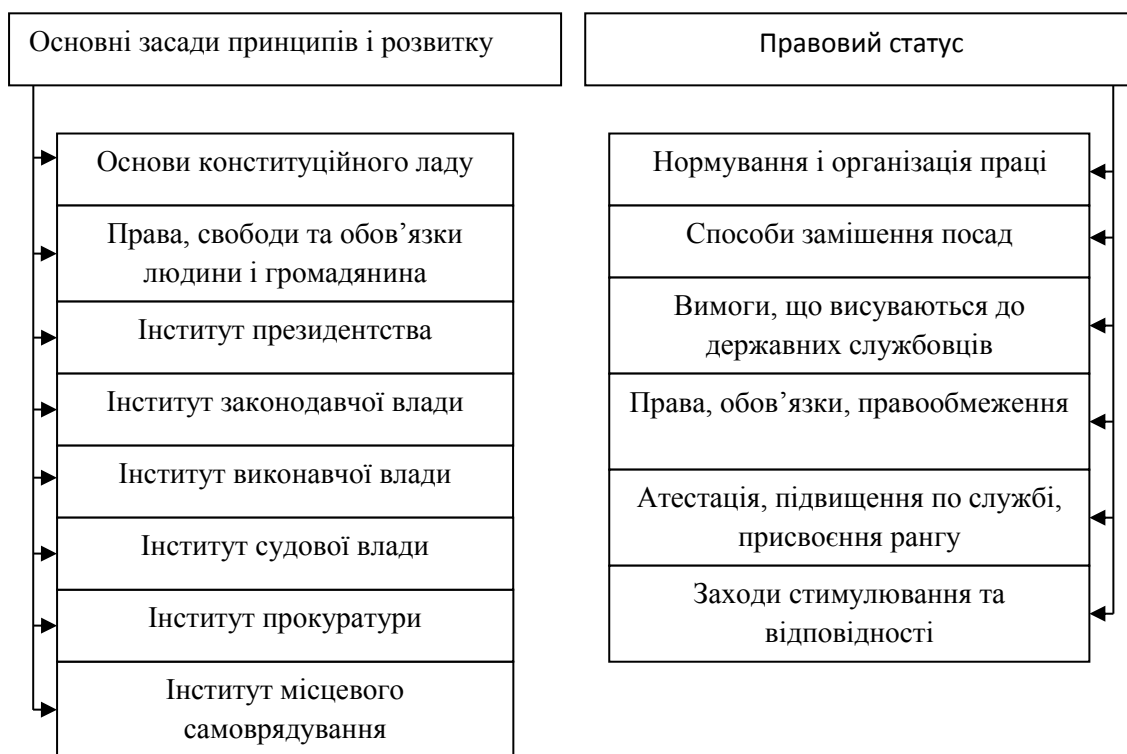 Основні засади принципів і розвитку
Основи конституційного ладу
Права, свободи та обов’язки
людини і громадянина
Інститут президентства
Інститут законодавчої влади
Інститут виконавчої влади
Інститут судової влади
Інститут прокуратури
Інститут місцевого
самоврядування
Правовий статус
Нормування і організація праці
Способи заміщення посад
Вимоги, що висуваються до
державних службовців
Права, обов’язки, правообмеження
Атестація, підвищення по службі,
присвоєння рангу
Заходи стимулювання та
відповідності